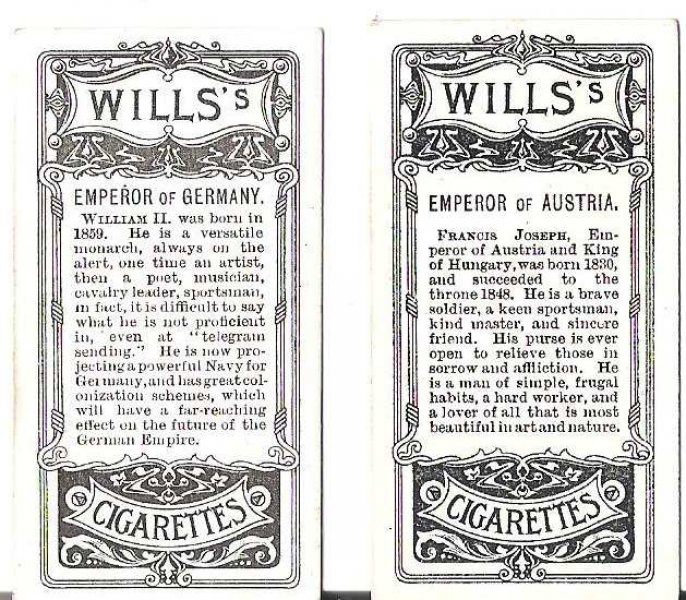 WILLS'S
EMPEROR OF GERMANY.
WILLIAM II. was born in
1859. He is a versatile
monarch, always on the
alert, one time an artist,
then a poet, musician,
cavalry leader, sportsman,
in fact, it is difficult to say
what he is not proficient
in, even at "telegram
sending." He is now pro-
jecting a powerful Navy for
Germany, and has great col-
onization schemes, which
will have a far-reaching
effect on the future of the
German Empire.
CIGARETTES
WILLS'S
EMPEROR OF AUSTRIA.
FRANCIS JOSEPH, Em-
peror of Austria and King
of Hungary, was born 1830,
and succeeded to the
throne 1848. He is a brave
soldier, a keen sportsman,
kind master, and sincere
friend. His purse is ever
open to relieve those in
sorrow and affliction. He
is a man of simple, frugal
habits, a hard worker, and
a lover of all that is most
beautiful in art and nature.
CIGARETTES